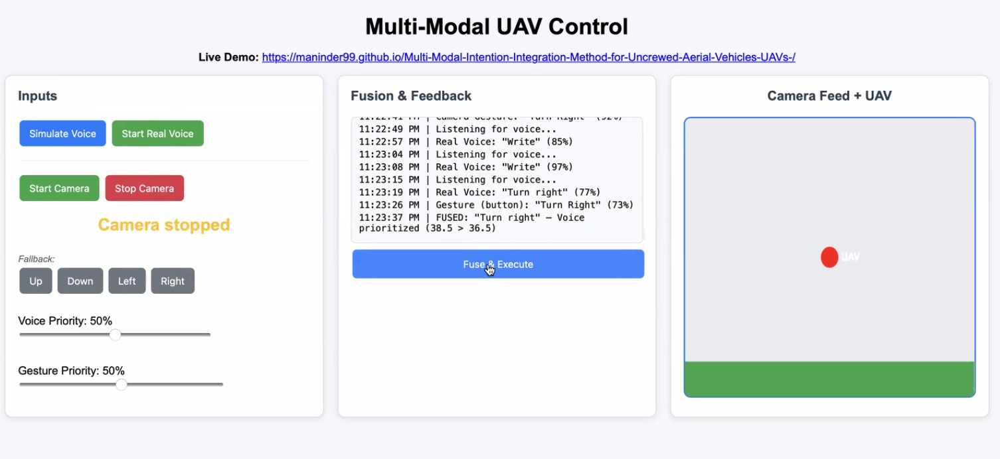 Multi-Modal UAV Control
Live Demo: https://maninder99.github.io/Multi-Modal-Intention-Integration-Method-for-Uncrewed-Aerial-Vehicles-UAVs-/
Inputs
Simulate Voice
Start Real Voice
Start Camera
Stop Camera
Camera stopped
Fallback:
Up
Down
Left
Right
Voice Priority: 50%
Gesture Priority: 50%
Fusion & Feedback
11:22:49 PM | Listening for voice...
11:22:57 PM | Real Voice: "Write" (85%)
11:23:04 PM | Listening for voice...
11:23:08 PM | Real Voice: "Write" (97%)
11:23:15 PM | Listening for voice...
11:23:19 PM | Real Voice: "Turn right" (77%)
11:23:26 PM | Gesture (button): "Turn Right" (73%)
11:23:37 PM | FUSED: "Turn right" — Voice
prioritized (38.5 > 36.5)
Fuse & Execute
Camera Feed + UAV
UAV